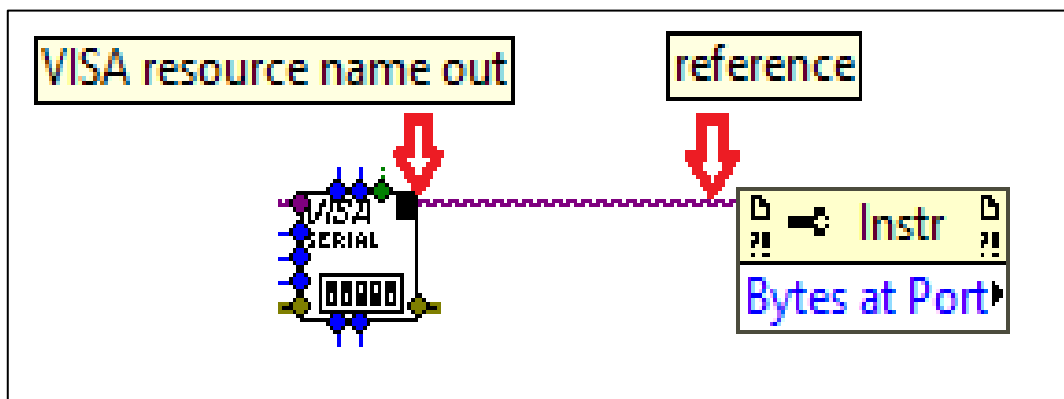 VISA resource name out
reference
VISA
SERIAL
Instr
Bytes at Port